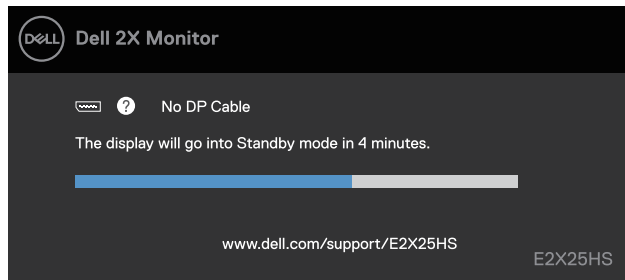 DELL Dell 2X Monitor
? No DP Cable
The display will go into Standby mode in 4 minutes.
www.dell.com/support/E2X25HS
E2X25HS